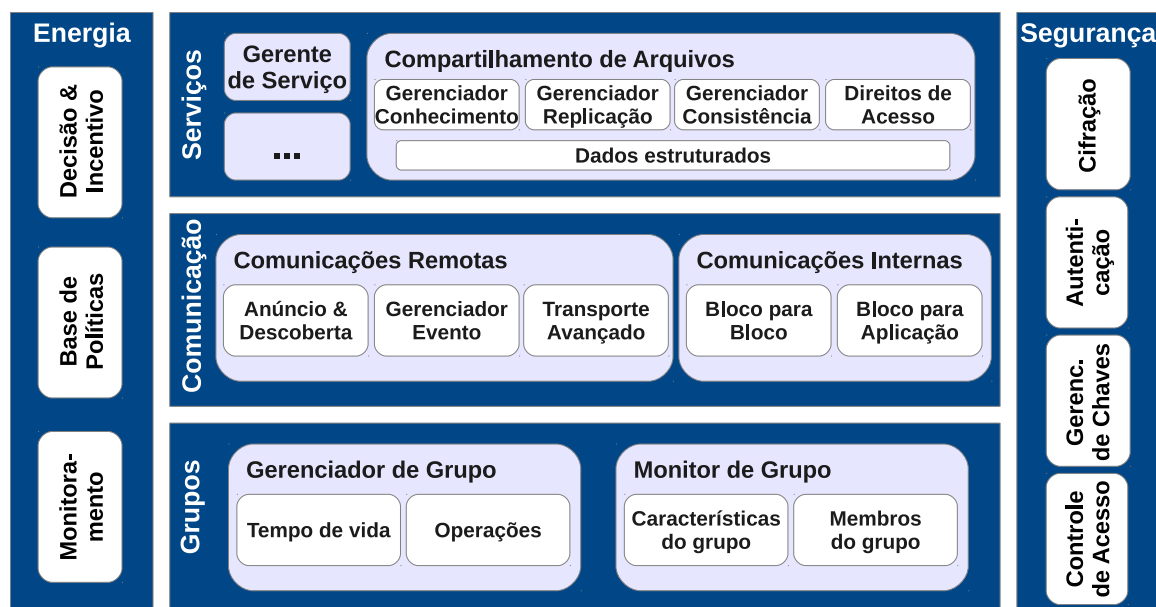 Energia
Decisão &
Incentivo
Base de
Políticas
Monitora-
mento
Serviços
Gerente
de Serviço
...
Compartilhamento de Arquivos
Gerenciador
Conhecimento
Gerenciador
Replicação
Gerenciador
Consistência
Direitos de
Acesso
Dados estruturados
Comunicação
Comunicações Remotas
Anúncio &
Descoberta
Gerenciador
Evento
Transporte
Avançado
Comunicações Internas
Bloco para
Bloco
Bloco para
Aplicação
Grupos
Gerenciador de Grupo
Tempo de vida
Operações
Monitor de Grupo
Características
do grupo
Membros
do grupo
Segurança
Cifração
Autenti-
cação
Gerenc.
de Chaves
Controle
de Acesso